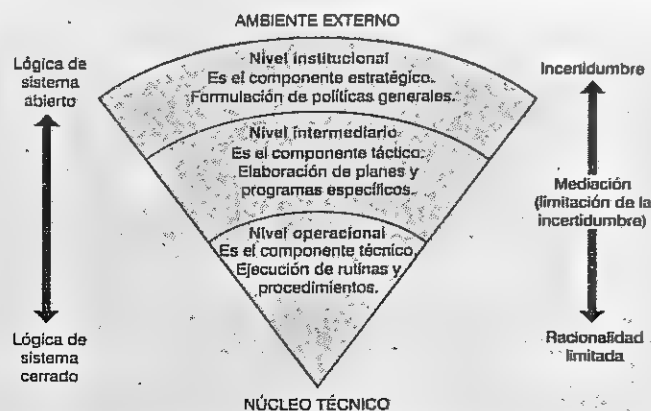 AMBIENTE EXTERNO
Lógica de
sistema
abierto
Nivel institucional
Es el componente estratégico.
Formulación de políticas generales.
Incertidumbre
Nivel intermediario
Es el componente táctico.
Elaboración de planes y
programas específicos.
Mediación
(limitación de la
incertidumbre)
Nivel operacional
Es el componente técnico.
Ejecución de rutinas y
procedimientos.
Lógica de
sistema
cerrado
Racionalidad
limitada
NÚCLEO TÉCNICO